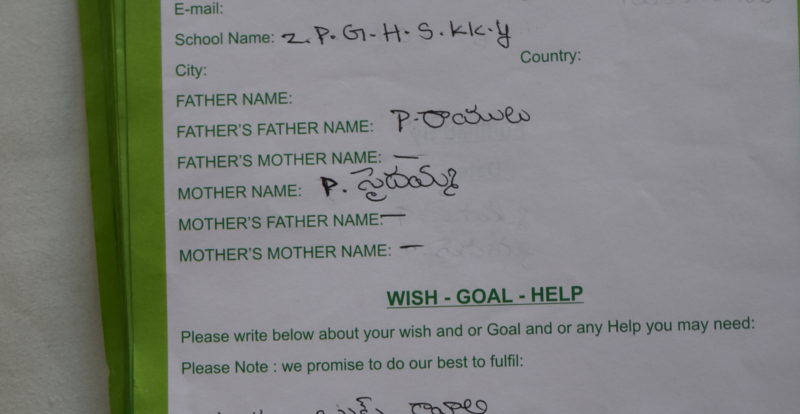 E-mail:
School Name: Z.P.G.H.S.KK.y
Country:
City:
FATHER NAME:
FATHER'S FATHER NAME: P.రాములు
FATHER'S MOTHER NAME: —
MOTHER NAME: P. సైదమ్మ
MOTHER'S FATHER NAME: —
MOTHER'S MOTHER NAME: —
WISH - GOAL - HELP
Please write below about your wish and or Goal and or any Help you may need:
Please Note : we promise to do our best to fulfil: